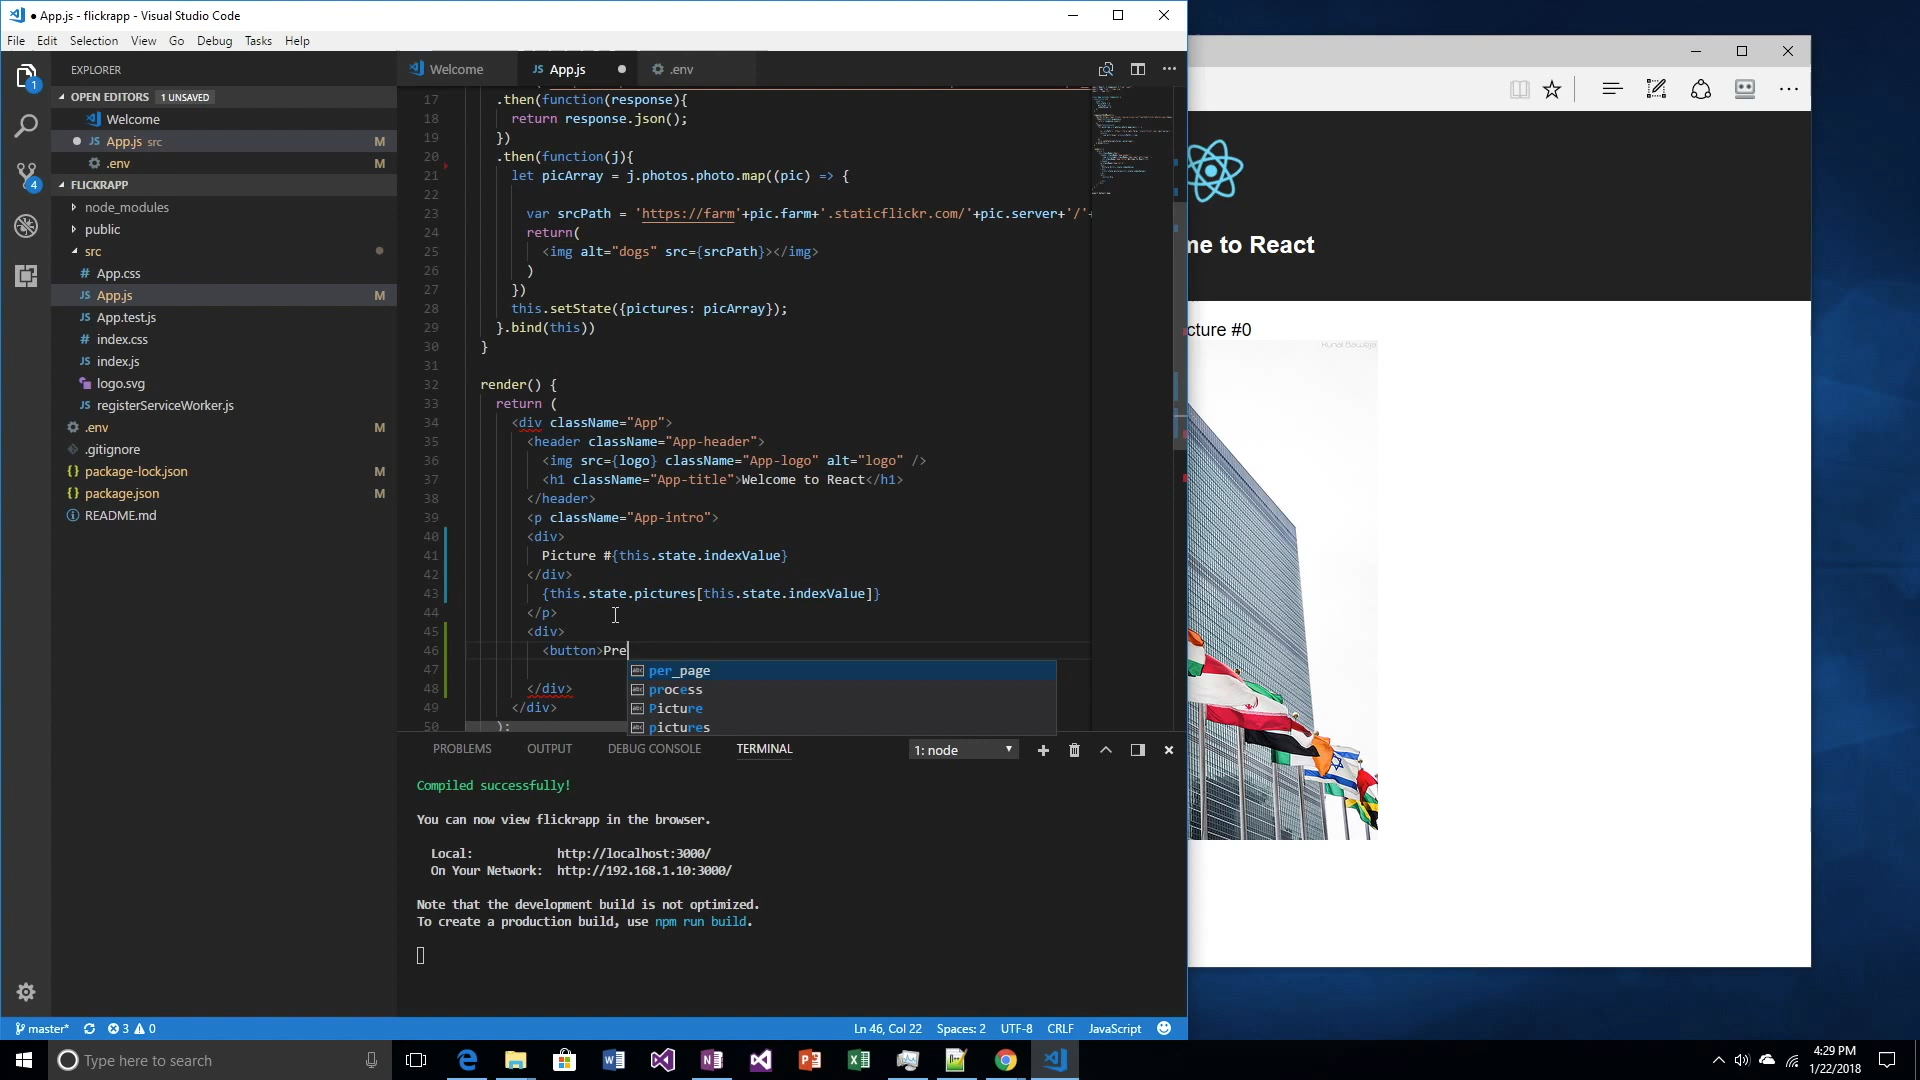 App.js - flickrapp - Visual Studio Code
File Edit Selection View Go Debug Tasks Help
EXPLORER
OPEN EDITORS 1 UNSAVED
Welcome
App.js src M
.env M
FLICKRAPP
node_modules
public
src
App.css
App.js M
App.test.js
index.css
index.js
logo.svg
registerServiceWorker.js
.env M
.gitignore
package-lock.json M
package.json M
README.md
1
4
Welcome App.js .env
17 .then(function(response){
18 return response.json();
19 })
20 .then(function(j){
21 let picArray = j.photos.photo.map((pic) => {
22
23 var srcPath = 'https://farm'+pic.farm+'.staticflickr.com/'+pic.server+'/'+
24 return(
25 <img alt="dogs" src={srcPath}></img>
26 )
27 })
28 this.setState({pictures: picArray});
29 }.bind(this))
30 }
31
32 render() {
33 return (
34 <div className="App">
35 <header className="App-header">
36 <img src={logo} className="App-logo" alt="logo" />
37 <h1 className="App-title">Welcome to React</h1>
38 </header>
39 <p className="App-intro">
40 <div>
41 Picture #{this.state.indexValue}
42 </div>
43 {this.state.pictures[this.state.indexValue]}
44 </p>
45 <div>
46 <button>Pre
47
48 </div>
49 </div>
50 );
abc per_page
abc process
abc Picture
abc pictures
PROBLEMS OUTPUT DEBUG CONSOLE TERMINAL 1: node
Compiled successfully!
You can now view flickrapp in the browser.
Local: http://localhost:3000/
On Your Network: http://192.168.1.10:3000/
Note that the development build is not optimized.
To create a production build, use npm run build.
master* 3 0 Ln 46, Col 22 Spaces: 2 UTF-8 CRLF JavaScript
me to React
cture #0
Kunal Baweja
Type here to search
4:29 PM
1/22/2018